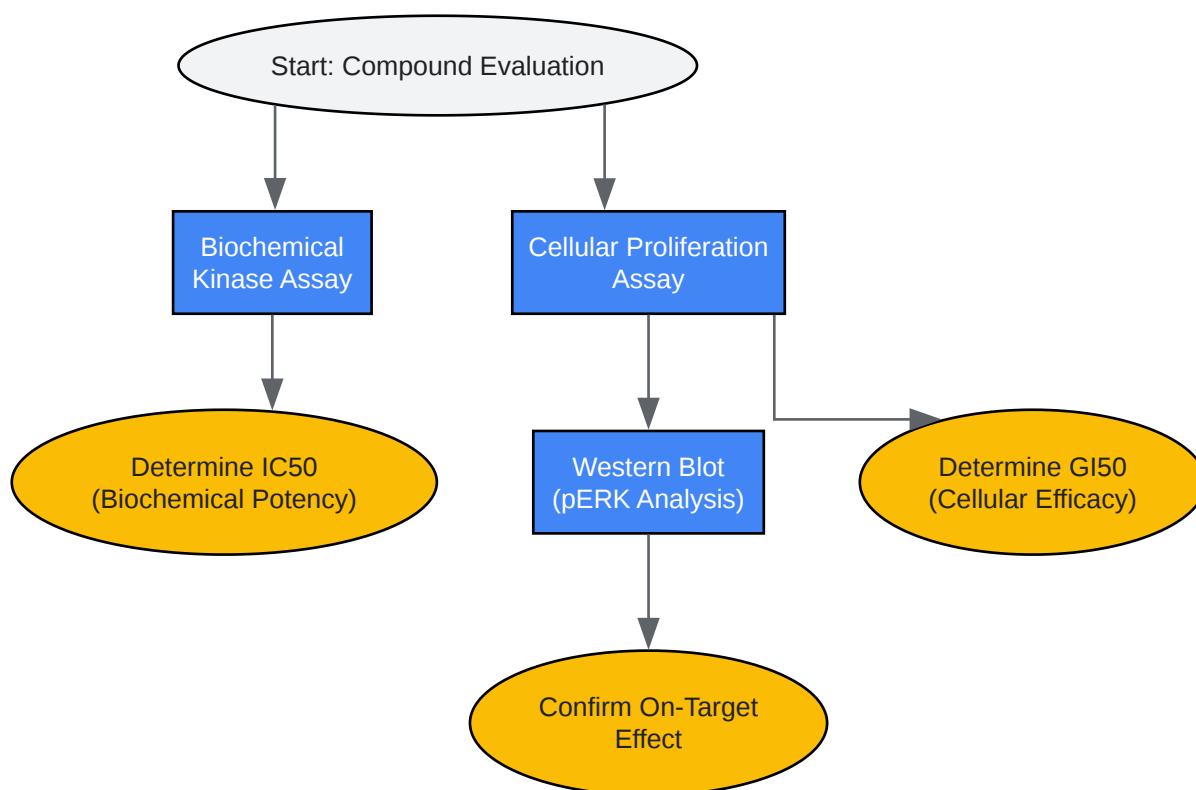 Start: Compound Evaluation
Biochemical
Kinase Assay
Cellular Proliferation
Assay
Determine IC50
(Biochemical Potency)
Western Blot
(pERK Analysis)
Determine GI50
(Cellular Efficacy)
Confirm On-Target
Effect